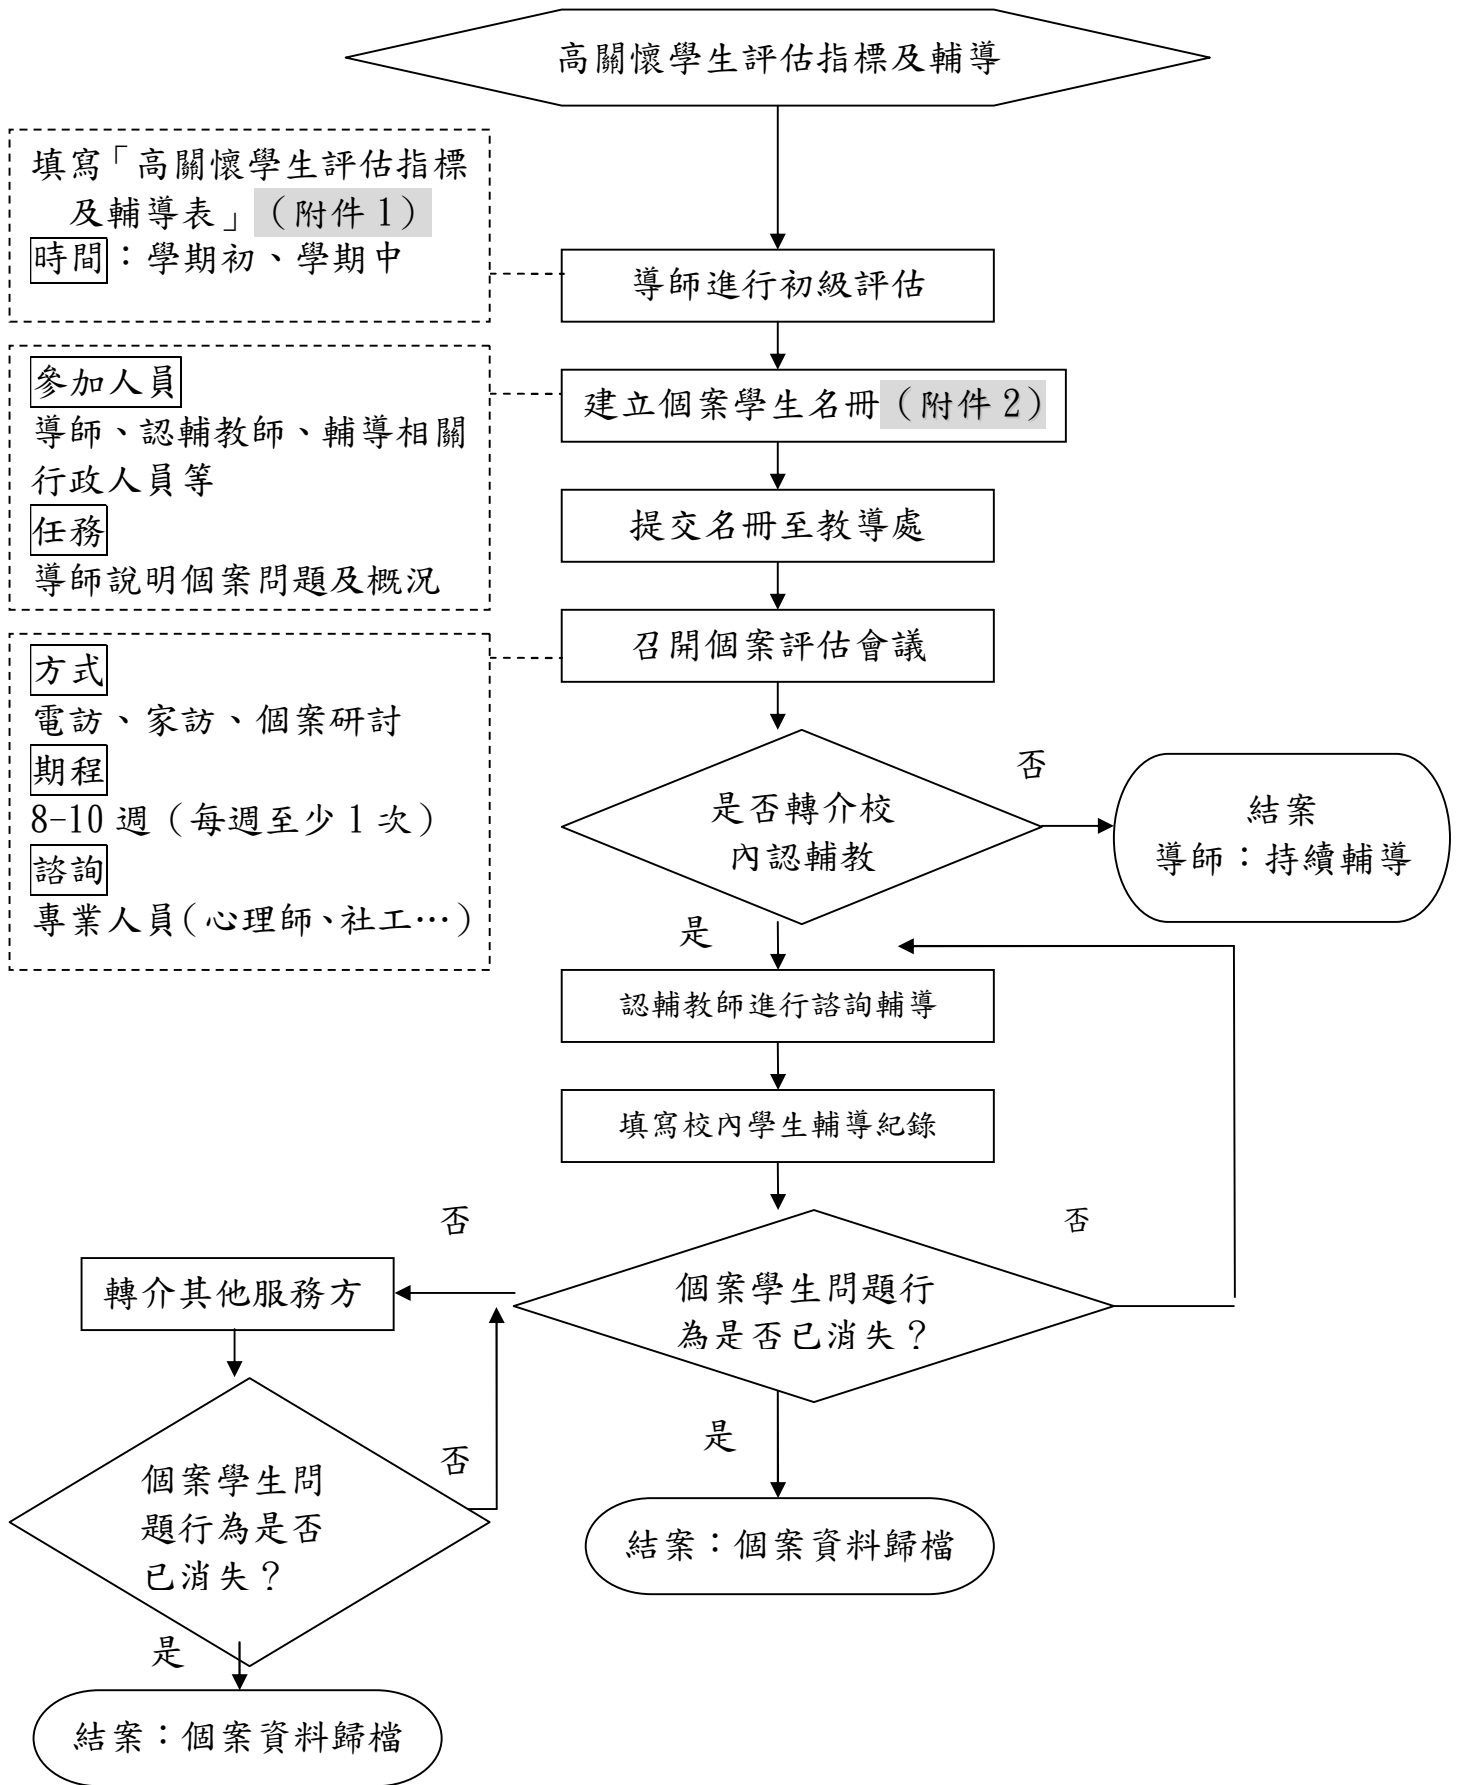 高關懷學生評估指標及輔導
填寫「高關懷學生評估指標
及輔導表」（附件1）
時間：學期初、學期中
導師進行初級評估
參加人員
導師、認輔教師、輔導相關
行政人員等
任務
導師說明個案問題及概況
建立個案學生名冊（附件2）
提交名冊至教導處
召開個案評估會議
方式
電訪、家訪、個案研討
期程
8-10 週（每週至少 1 次）
諮詢
專業人員（心理師、社工…）
是否轉介校
內認輔教
否
結案
導師：持續輔導
是
認輔教師進行諮詢輔導
填寫校內學生輔導紀錄
否
否
轉介其他服務方
個案學生問題行
為是否已消失？
是
否
個案學生問
題行為是否
已消失？
結案：個案資料歸檔
是
結案：個案資料歸檔